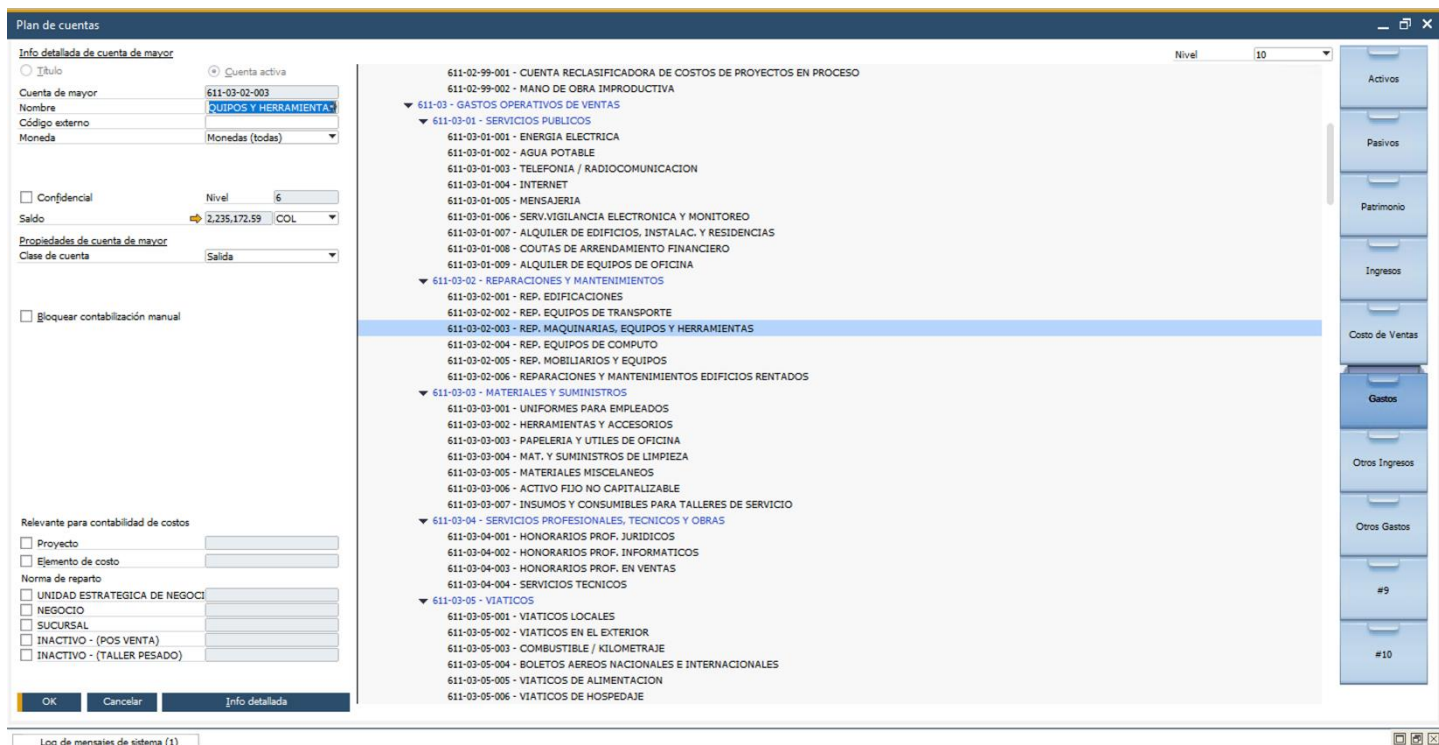 Plan de cuentas
Info detallada de cuenta de mayor
Título
Cuenta activa
Cuenta de mayor 611-03-02-003
Nombre QUIPOS Y HERRAMIENTA
Código externo
Moneda Monedas (todas)
Confidencial Nivel 6
Saldo 2,235,172.59 COL
Propiedades de cuenta de mayor
Clase de cuenta Salida
Bloquear contabilización manual
Relevante para contabilidad de costos
Proyecto
Elemento de costo
Norma de reparto
UNIDAD ESTRATEGICA DE NEGOCI
NEGOCIO
SUCURSAL
INACTIVO - (POS VENTA)
INACTIVO - (TALLER PESADO)
OK Cancelar Info detallada
Nivel 10
611-02-99-001 - CUENTA RECLASIFICADORA DE COSTOS DE PROYECTOS EN PROCESO
611-02-99-002 - MANO DE OBRA IMPRODUCTIVA
611-03 - GASTOS OPERATIVOS DE VENTAS
611-03-01 - SERVICIOS PUBLICOS
611-03-01-001 - ENERGIA ELECTRICA
611-03-01-002 - AGUA POTABLE
611-03-01-003 - TELEFONIA / RADIOCOMUNICACION
611-03-01-004 - INTERNET
611-03-01-005 - MENSAJERIA
611-03-01-006 - SERV.VIGILANCIA ELECTRONICA Y MONITOREO
611-03-01-007 - ALQUILER DE EDIFICIOS, INSTALAC. Y RESIDENCIAS
611-03-01-008 - COUTAS DE ARRENDAMIENTO FINANCIERO
611-03-01-009 - ALQUILER DE EQUIPOS DE OFICINA
611-03-02 - REPARACIONES Y MANTENIMIENTOS
611-03-02-001 - REP. EDIFICACIONES
611-03-02-002 - REP. EQUIPOS DE TRANSPORTE
611-03-02-003 - REP. MAQUINARIAS, EQUIPOS Y HERRAMIENTAS
611-03-02-004 - REP. EQUIPOS DE COMPUTO
611-03-02-005 - REP. MOBILIARIOS Y EQUIPOS
611-03-02-006 - REPARACIONES Y MANTENIMIENTOS EDIFICIOS RENTADOS
611-03-03 - MATERIALES Y SUMINISTROS
611-03-03-001 - UNIFORMES PARA EMPLEADOS
611-03-03-002 - HERRAMIENTAS Y ACCESORIOS
611-03-03-003 - PAPELERIA Y UTILES DE OFICINA
611-03-03-004 - MAT. Y SUMINISTROS DE LIMPIEZA
611-03-03-005 - MATERIALES MISCELANEOS
611-03-03-006 - ACTIVO FIJO NO CAPITALIZABLE
611-03-03-007 - INSUMOS Y CONSUMIBLES PARA TALLERES DE SERVICIO
611-03-04 - SERVICIOS PROFESIONALES, TECNICOS Y OBRAS
611-03-04-001 - HONORARIOS PROF. JURIDICOS
611-03-04-002 - HONORARIOS PROF. INFORMATICOS
611-03-04-003 - HONORARIOS PROF. EN VENTAS
611-03-04-004 - SERVICIOS TECNICOS
611-03-05 - VIATICOS
611-03-05-001 - VIATICOS LOCALES
611-03-05-002 - VIATICOS EN EL EXTERIOR
611-03-05-003 - COMBUSTIBLE / KILOMETRAJE
611-03-05-004 - BOLETOS AEREOS NACIONALES E INTERNACIONALES
611-03-05-005 - VIATICOS DE ALIMENTACION
611-03-05-006 - VIATICOS DE HOSPEDAJE
Activos
Pasivos
Patrimonio
Ingresos
Costo de Ventas
Gastos
Otros Ingresos
Otros Gastos
#9
#10
Log de mensajes de sistema (1)